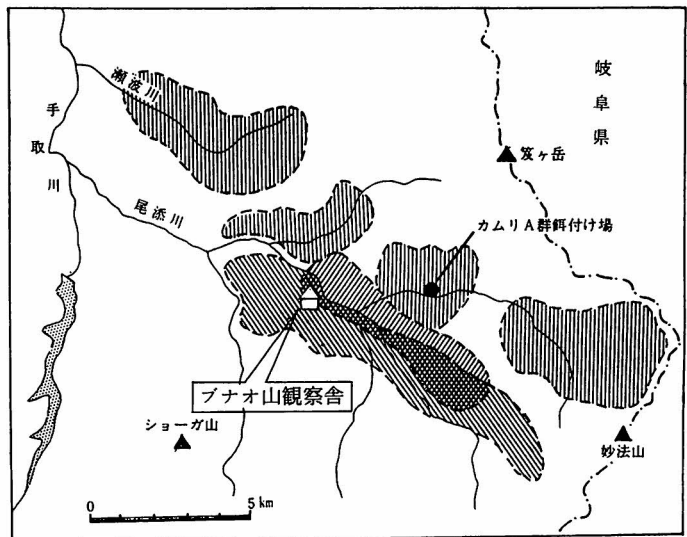 瀬波川
手取川
尾添川
岐阜県
笈ヶ岳
カムリA群餌付け場
ブナオ山観察舎
ショーガ山
妙法山
0 5 km